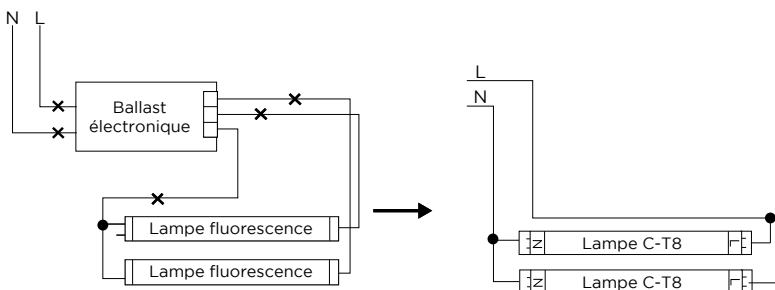 N L
Ballast
électronique
Lampe fluorescence
Lampe fluorescence
L
N
N Lampe C-T8 L
N Lampe C-T8 L